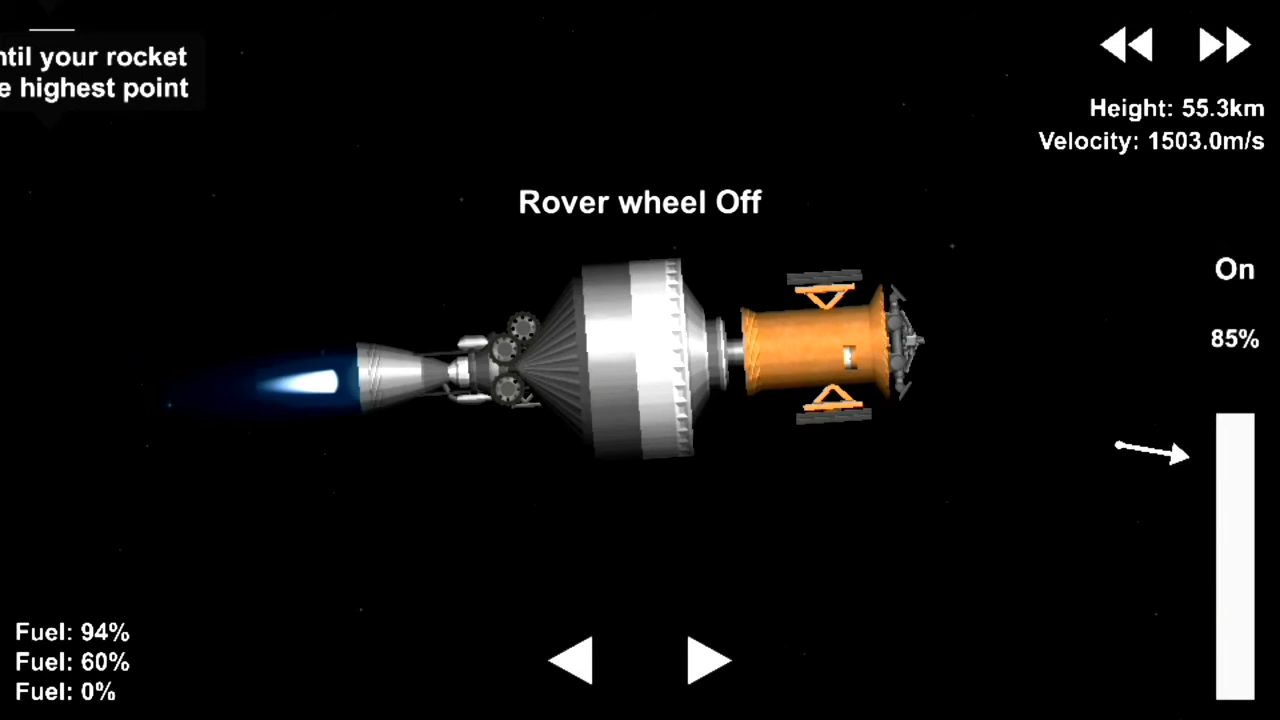 ntil your rocket
e highest point
Height: 55.3km
Velocity: 1503.0m/s
Rover wheel Off
On
85%
Fuel: 94%
Fuel: 60%
Fuel: 0%